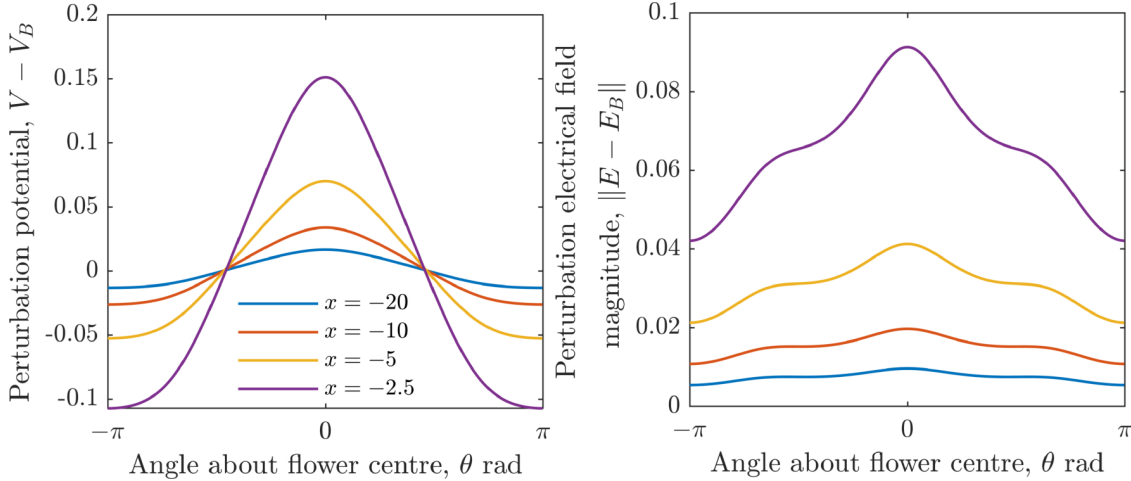 Perturbation potential, V − V_B
0.2
0.15
0.1
0.05
0
-0.05
-0.1
x = −20
x = −10
x = −5
x = −2.5
−π
0
π
Angle about flower centre, θ rad
Perturbation electrical field
magnitude, ‖E − E_B‖
0.1
0.08
0.06
0.04
0.02
0
−π
0
π
Angle about flower centre, θ rad